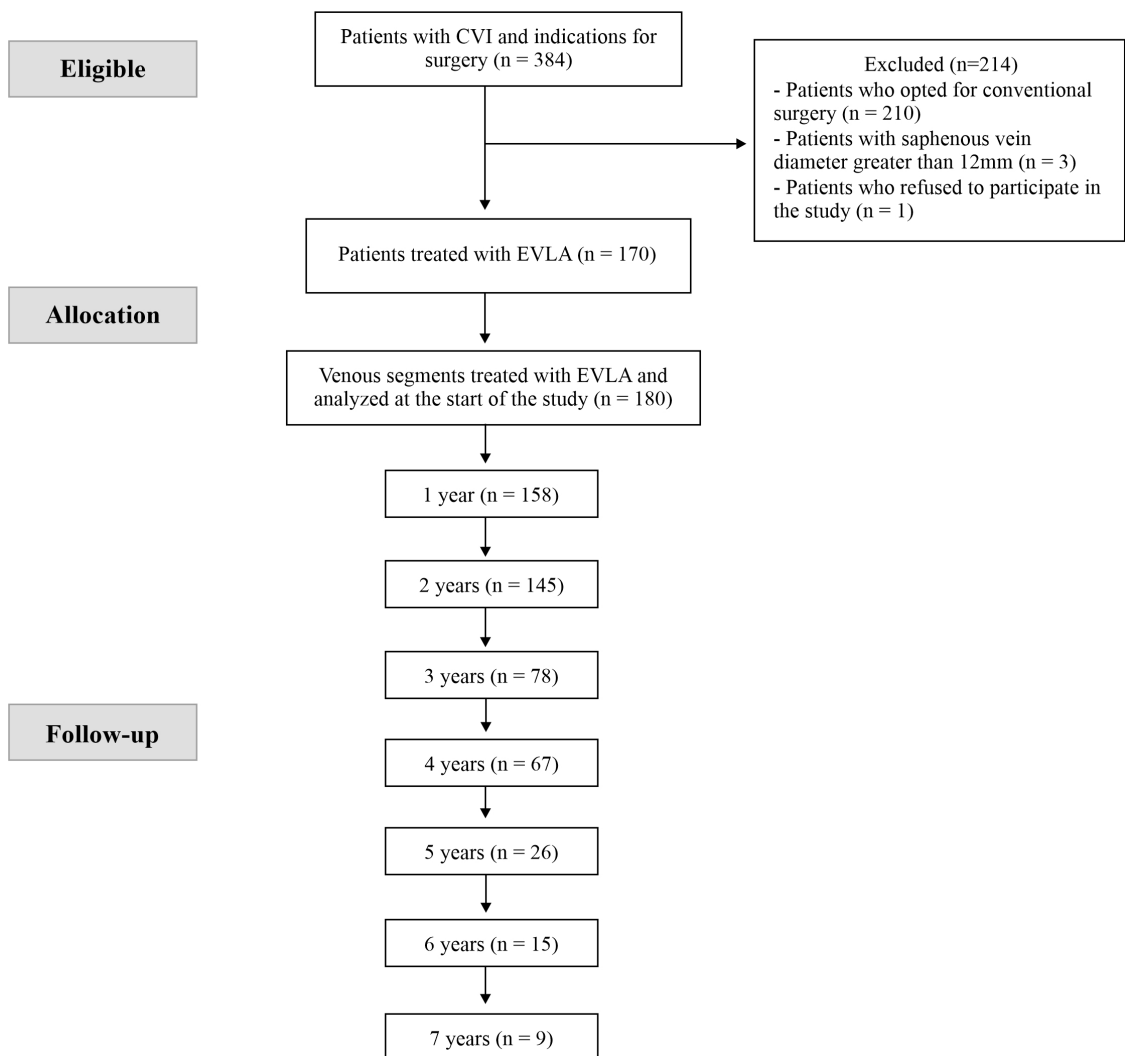 Eligible
Patients with CVI and indications for
surgery (n = 384)
Excluded (n=214)
- Patients who opted for conventional
surgery (n = 210)
- Patients with saphenous vein
diameter greater than 12mm (n = 3)
- Patients who refused to participate in
the study (n = 1)
Patients treated with EVLA (n = 170)
Allocation
Venous segments treated with EVLA and
analyzed at the start of the study (n = 180)
1 year (n = 158)
2 years (n = 145)
3 years (n = 78)
Follow-up
4 years (n = 67)
5 years (n = 26)
6 years (n = 15)
7 years (n = 9)